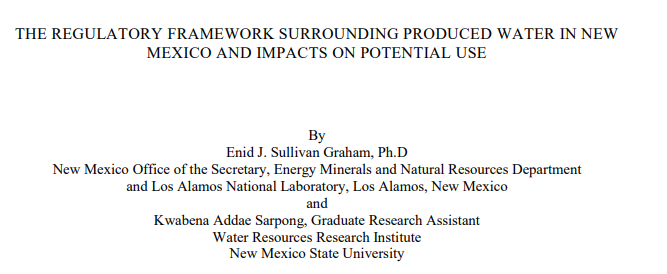 THE REGULATORY FRAMEWORK SURROUNDING PRODUCED WATER IN NEW
MEXICO AND IMPACTS ON POTENTIAL USE
By
Enid J. Sullivan Graham, Ph.D
New Mexico Office of the Secretary, Energy Minerals and Natural Resources Department
and Los Alamos National Laboratory, Los Alamos, New Mexico
and
Kwabena Addae Sarpong, Graduate Research Assistant
Water Resources Research Institute
New Mexico State University